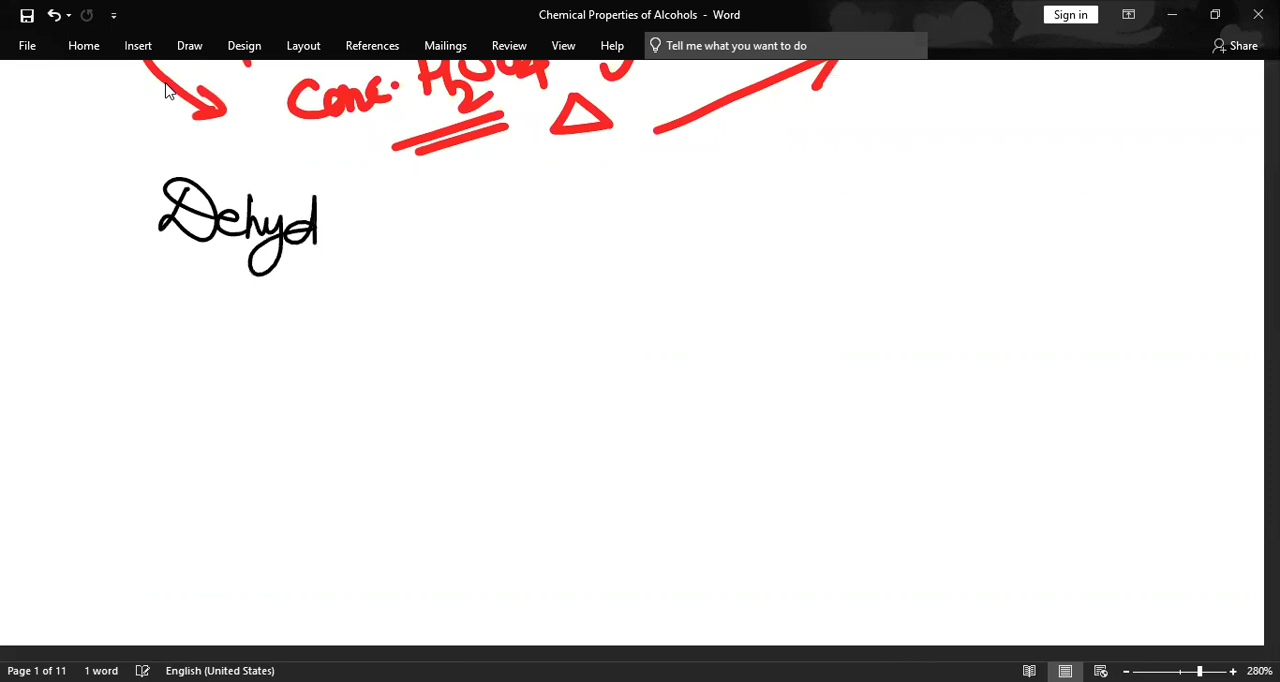 Chemical Properties of Alcohols - Word
Sign in
File Home Insert Draw Design Layout References Mailings Review View Help Tell me what you want to do Share
Conc. H2SO4 Δ
Dehyd
Page 1 of 11 1 word English (United States) 280%